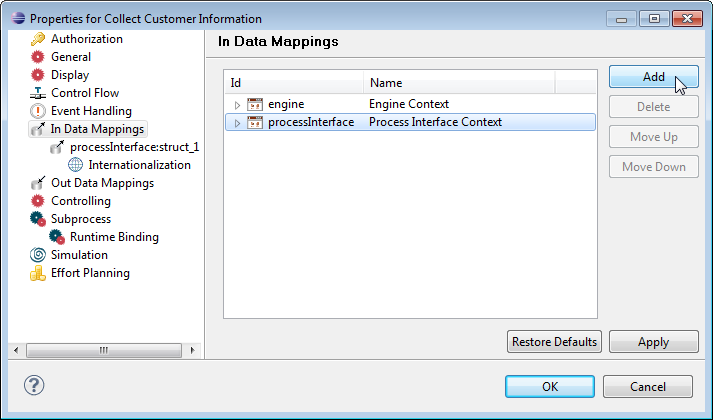 Properties for Collect Customer Information
Authorization
General
Display
Control Flow
Event Handling
In Data Mappings
processInterface:struct_1
Internationalization
Out Data Mappings
Controlling
Subprocess
Runtime Binding
Simulation
Effort Planning
In Data Mappings
Id Name
engine Engine Context
processInterface Process Interface Context
Add
Delete
Move Up
Move Down
Restore Defaults Apply
? OK Cancel